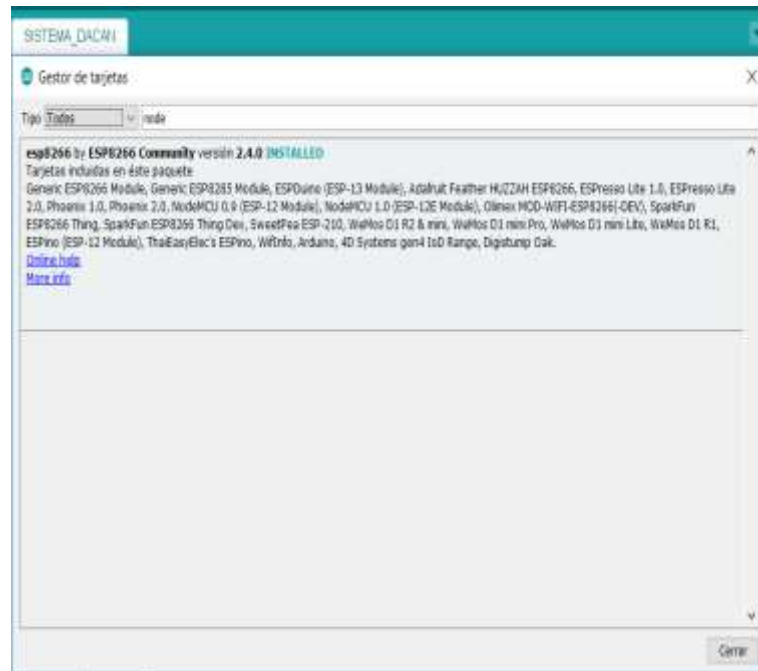 SISTEMA_DACAN
Gestor de tarjetas
X
Tipo Todos node
esp8266 by ESP8266 Community versión 2.4.0 INSTALLED
Tarjetas incluidas en éste paquete
Generic ESP8266 Module, Generic ESP8285 Module, ESPDuino (ESP-13 Module), Adafruit Feather HUZZAH ESP8266, ESPresso Lite 1.0, ESPresso Lite
2.0, Phoenix 1.0, Phoenix 2.0, NodeMCU 0.9 (ESP-12 Module), NodeMCU 1.0 (ESP-12E Module), Olimex MOD-WIFI-ESP8266(-DEV), SparkFun
ESP8266 Thing, SparkFun ESP8266 Thing Dev, SweetPea ESP-210, WeMos D1 R2 & mini, WeMos D1 mini Pro, WeMos D1 mini Lite, WeMos D1 R1,
ESPino (ESP-12 Module), ThaiEasyElec's ESPino, WifInfo, Arduino, 4D Systems gen4 IoD Range, Digistump Oak.
Online help
More info
Cerrar